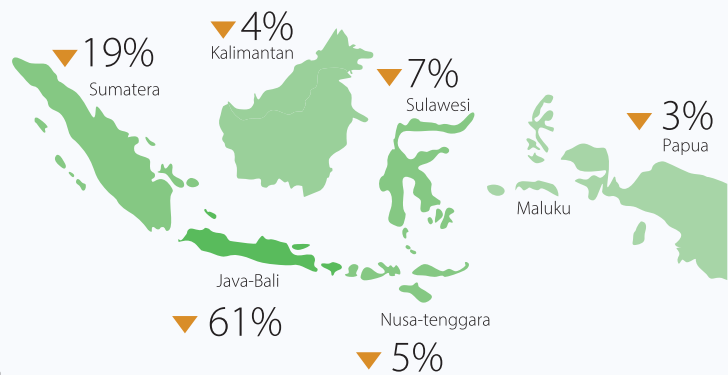 4%
Kalimantan
19%
Sumatera
7%
Sulawesi
3%
Papua
Maluku
Java-Bali
61%
Nusa-tenggara
5%